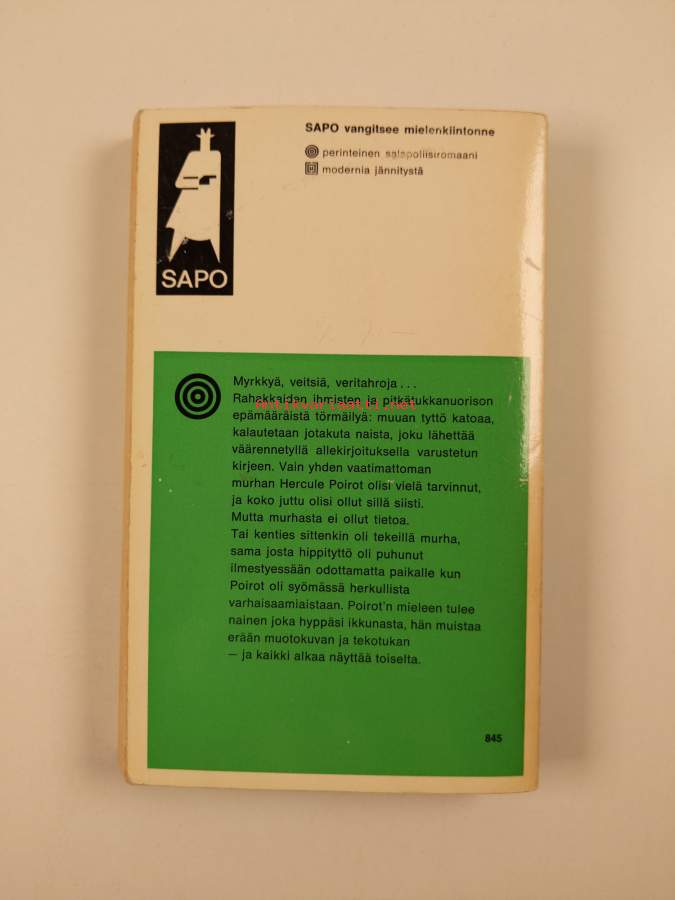 SAPO vangitsee mielenkiintonne
perinteinen salapoliisiromaani
modernia jännitystä
SAPO
Myrkkyä, veitsiä, veritahroja...
Rahakkaiden ihmisten ja pitkätukkanuorison
antikvariaatti.net
epämääräistä törmäilyä: muuan tyttö katoaa,
kalautetaan jotakuta naista, joku lähettää
väärennetyllä allekirjoituksella varustetun
kirjeen. Vain yhden vaatimattoman
murhan Hercule Poirot olisi vielä tarvinnut,
ja koko juttu olisi ollut sillä siisti.
Mutta murhasta ei ollut tietoa.
Tai kenties sittenkin oli tekeillä murha,
sama josta hippityttö oli puhunut
ilmestyessään odottamatta paikalle kun
Poirot oli syömässä herkullista
varhaisaamiaistaan. Poirot'n mieleen tulee
nainen joka hyppäsi ikkunasta, hän muistaa
erään muotokuvan ja tekotukan
— ja kaikki alkaa näyttää toiselta.
845